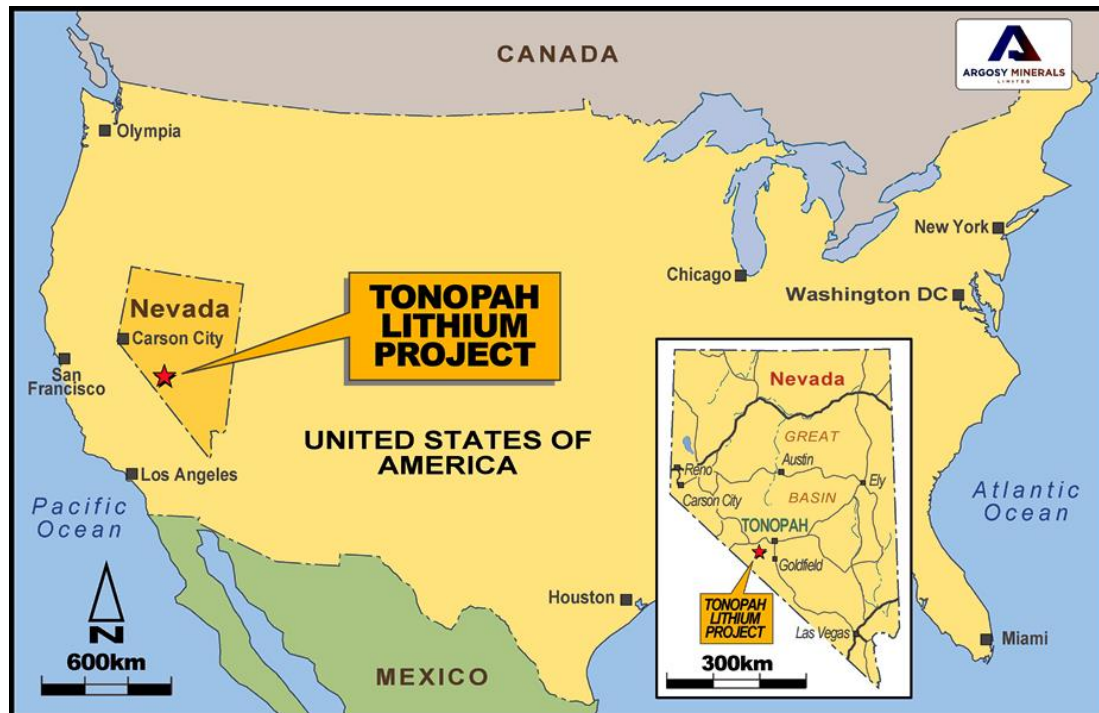 CANADA
ARGOSY MINERALS
LIMITED
Olympia
New York
Chicago
Washington DC
Nevada
Carson City
TONOPAH
LITHIUM
PROJECT
San
Francisco
UNITED STATES OF
AMERICA
Los Angeles
Pacific
Ocean
Atlantic
Ocean
Houston
Miami
MEXICO
N
600km
Nevada
GREAT
Reno
Austin
Ely
Carson City
BASIN
TONOPAH
Goldfield
TONOPAH
LITHIUM
PROJECT
Las Vegas
300km